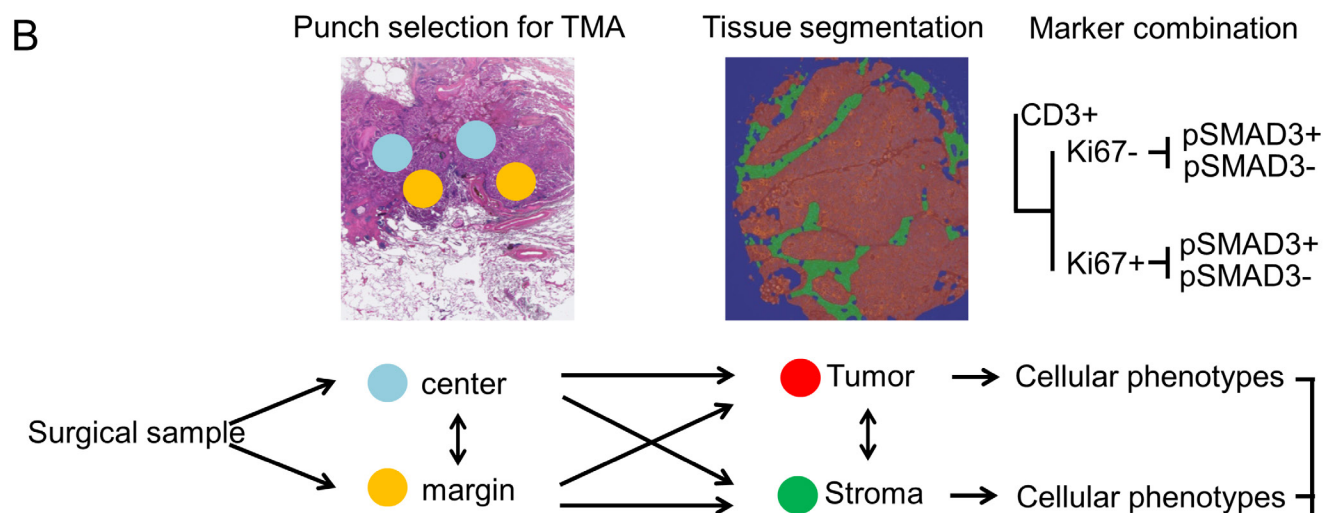 B
Punch selection for TMA
Tissue segmentation
Marker combination
CD3+
Ki67-
pSMAD3+
pSMAD3-
Ki67+
pSMAD3+
pSMAD3-
Surgical sample
center
margin
Tumor
Stroma
Cellular phenotypes
Cellular phenotypes